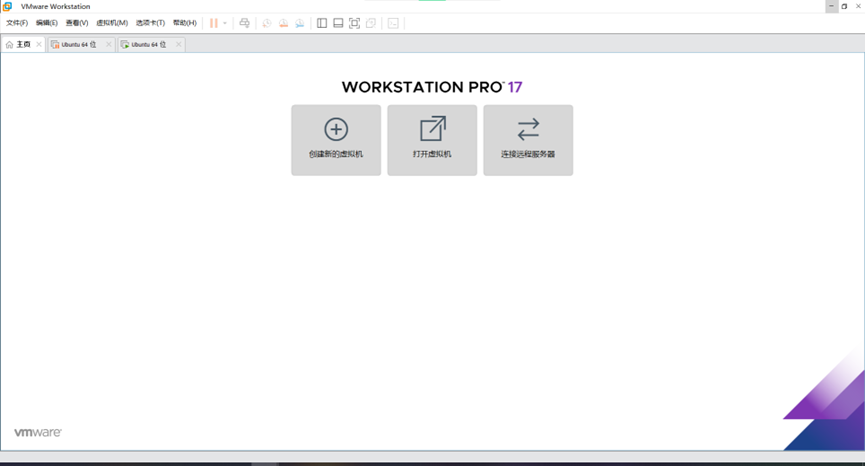 VMware Workstation
文件(F) 编辑(E) 查看(V) 虚拟机(M) 选项卡(T) 帮助(H)
主页 Ubuntu 64 位 Ubuntu 64 位
WORKSTATION PRO™ 17
创建新的虚拟机 打开虚拟机 连接远程服务器
vmware